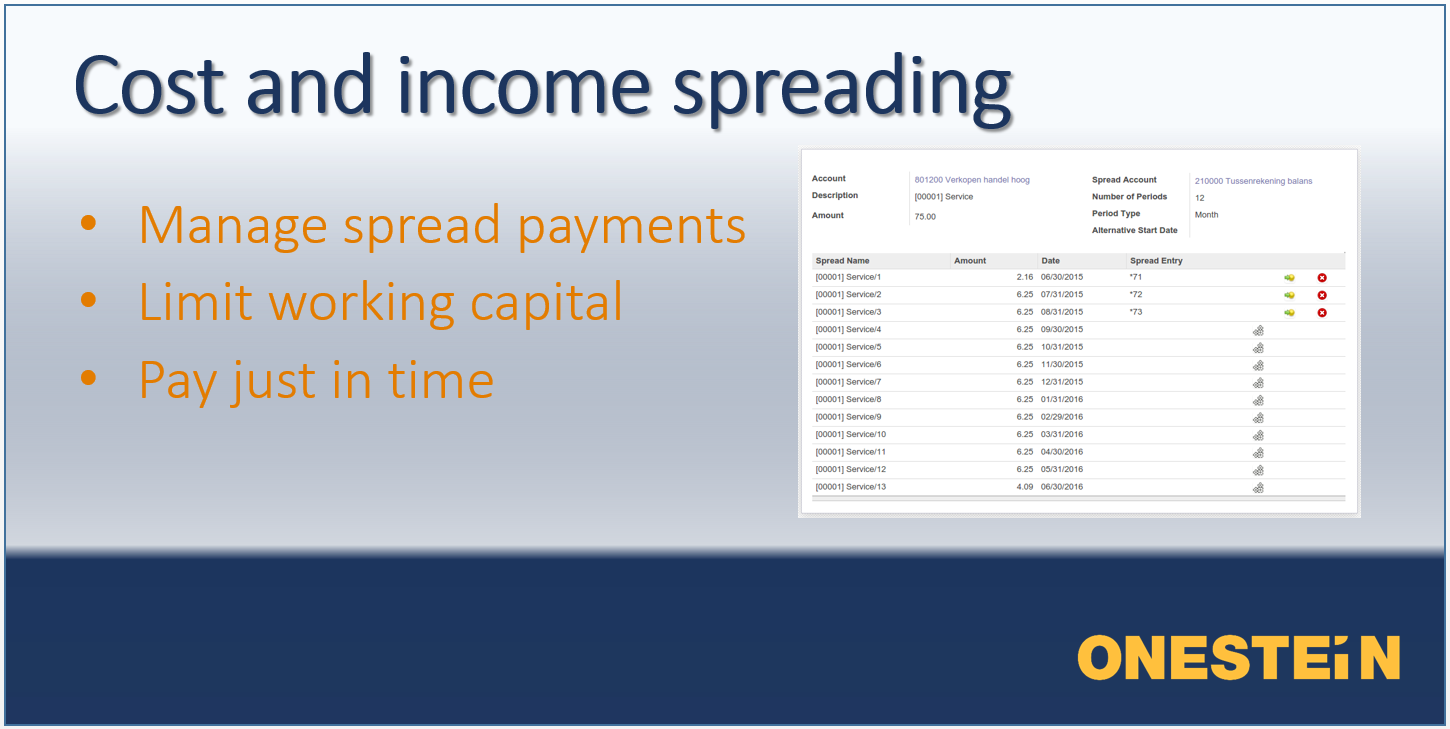 Cost and income spreading
• Manage spread payments
• Limit working capital
• Pay just in time
Account 801200 Verkopen handel hoog Spread Account 210000 Tussenrekening balans
Description [00001] Service Number of Periods 12
Amount 75.00 Period Type Month
Alternative Start Date
Spread Name Amount Date Spread Entry
[00001] Service/1 2.16 06/30/2015 *71
[00001] Service/2 6.25 07/31/2015 *72
[00001] Service/3 6.25 08/31/2015 *73
[00001] Service/4 6.25 09/30/2015
[00001] Service/5 6.25 10/31/2015
[00001] Service/6 6.25 11/30/2015
[00001] Service/7 6.25 12/31/2015
[00001] Service/8 6.25 01/31/2016
[00001] Service/9 6.25 02/29/2016
[00001] Service/10 6.25 03/31/2016
[00001] Service/11 6.25 04/30/2016
[00001] Service/12 6.25 05/31/2016
[00001] Service/13 4.09 06/30/2016
ONESTEiN